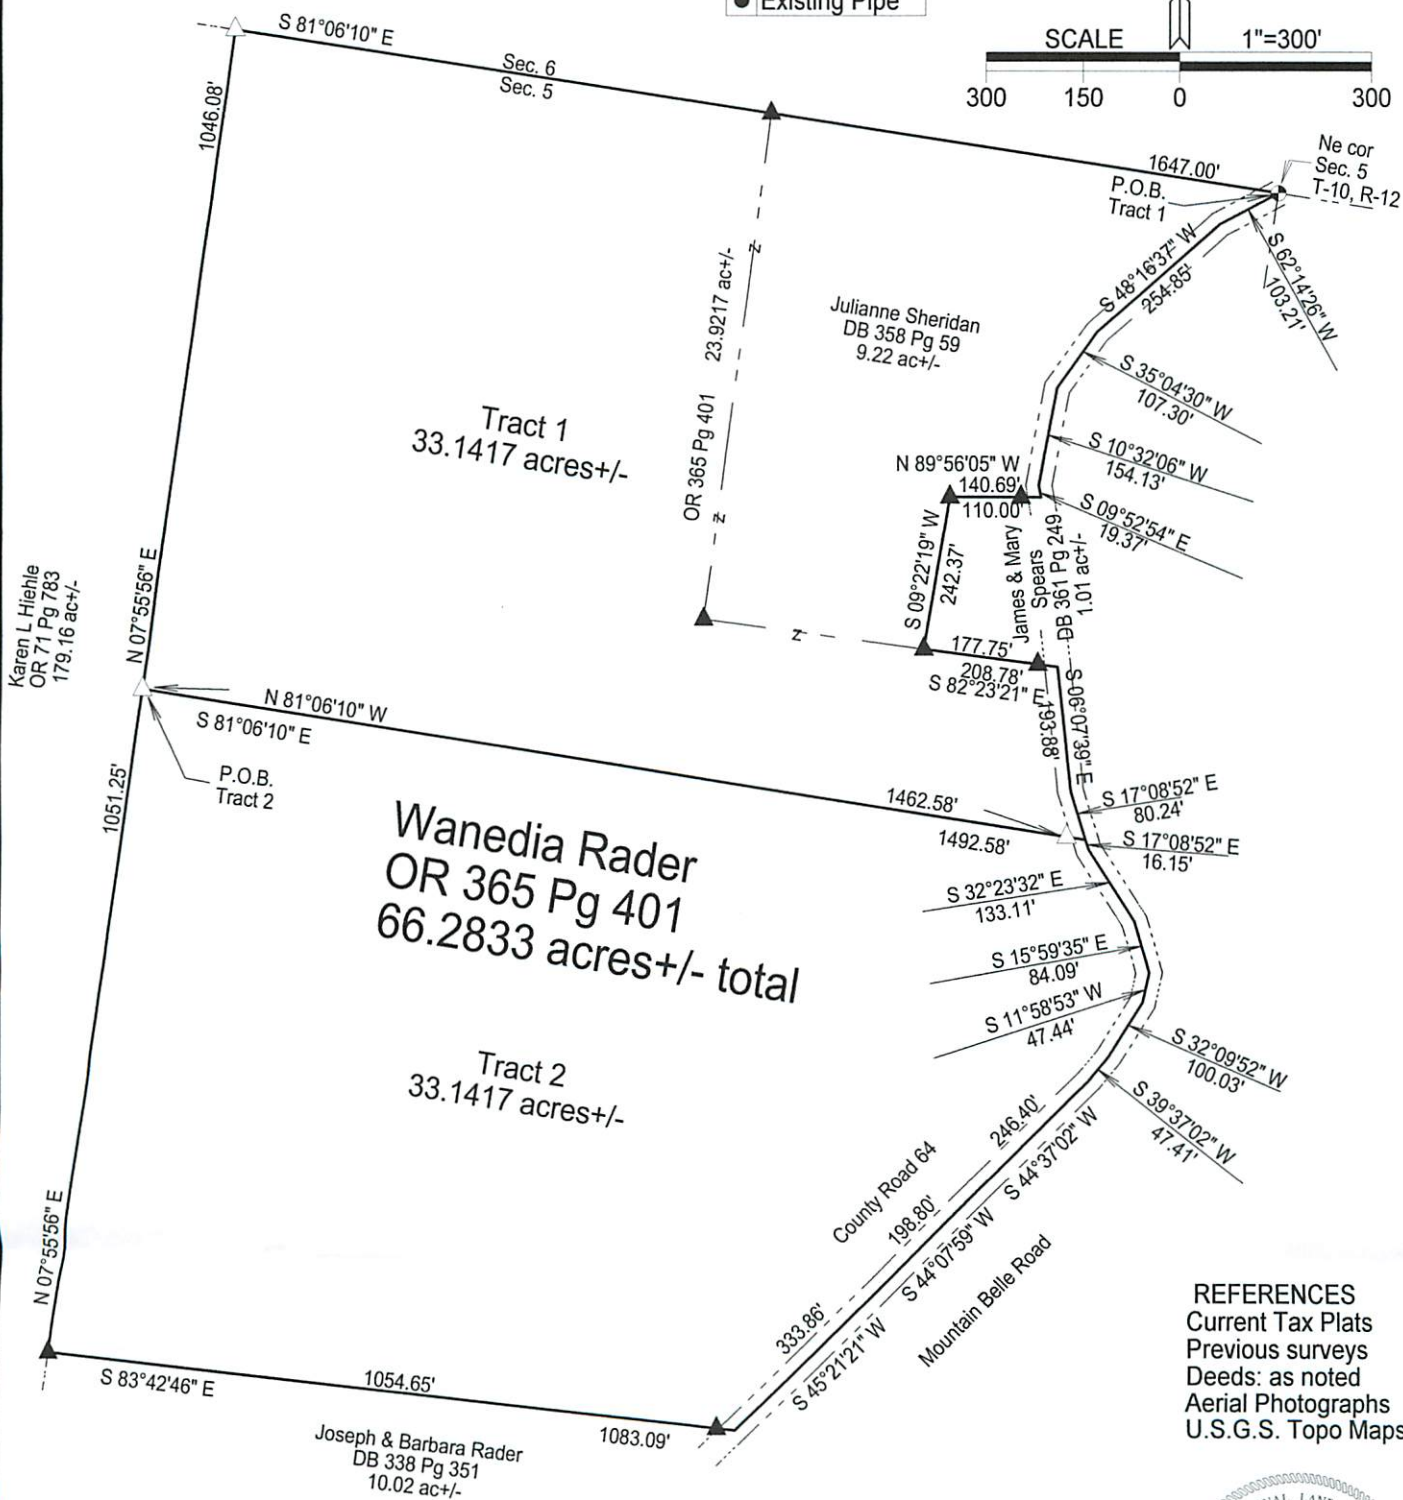 Existing Pipe
SCALE 1"=300'
300 150 0 300
S 81°06'10" E
Sec. 6
Sec. 5
1046.08'
1647.00'
P.O.B.
Tract 1
Ne cor
Sec. 5
T-10, R-12
S 48°16'37" W
254.85'
S 62°14'26" W
103.21'
23.9217 ac+/-
OR 365 Pg 401
z
z
z
Julianne Sheridan
DB 358 Pg 59
9.22 ac+/-
S 35°04'30" W
107.30'
Tract 1
33.1417 acres+/-
S 10°32'06" W
154.13'
N 89°56'05" W
140.69'
110.00'
S 09°52'54" E
19.37'
S 09°22'19" W
242.37'
James & Mary
Spears
DB 361 Pg 249
1.01 ac+/-
Karen L Hiehle
OR 71 Pg 783
179.16 ac+/-
N 07°55'56" E
177.75'
208.78'
S 82°23'21" E
193.88'
S 06°07'39" E
N 81°06'10" W
S 81°06'10" E
P.O.B.
Tract 2
1051.25'
1462.58'
1492.58'
S 17°08'52" E
80.24'
S 17°08'52" E
16.15'
Wanedia Rader
OR 365 Pg 401
66.2833 acres+/- total
S 32°23'32" E
133.11'
S 15°59'35" E
84.09'
S 11°58'53" W
47.44'
S 32°09'52" W
100.03'
Tract 2
33.1417 acres+/-
S 39°37'02" W
47.41'
246.40'
S 44°37'02" W
County Road 64
198.80'
S 44°07'59" W
Mountain Belle Road
N 07°55'56" E
333.86'
S 45°21'21" W
S 83°42'46" E
1054.65'
1083.09'
Joseph & Barbara Rader
DB 338 Pg 351
10.02 ac+/-
REFERENCES
Current Tax Plats
Previous surveys
Deeds: as noted
Aerial Photographs
U.S.G.S. Topo Maps